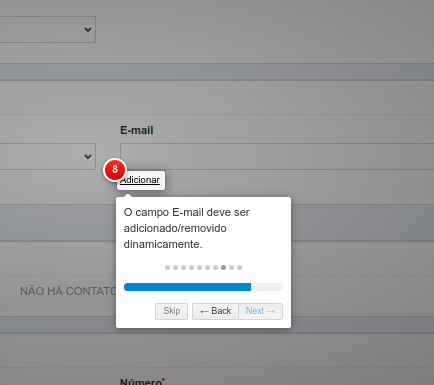 E-mail
8
Adicionar
O campo E-mail deve ser
adicionado/removido
dinamicamente.
NÃO HÁ CONTATO
Skip
← Back
Next →
Número*